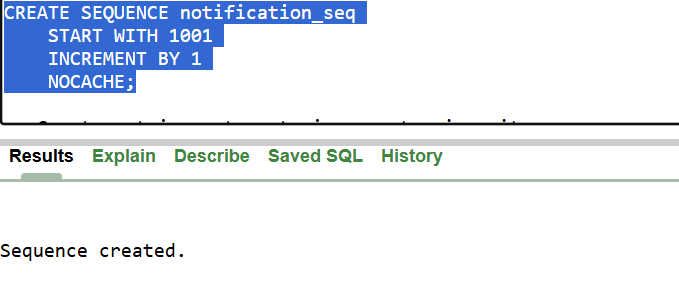 CREATE SEQUENCE notification_seq
    START WITH 1001
    INCREMENT BY 1
    NOCACHE;
Results Explain Describe Saved SQL History
Sequence created.